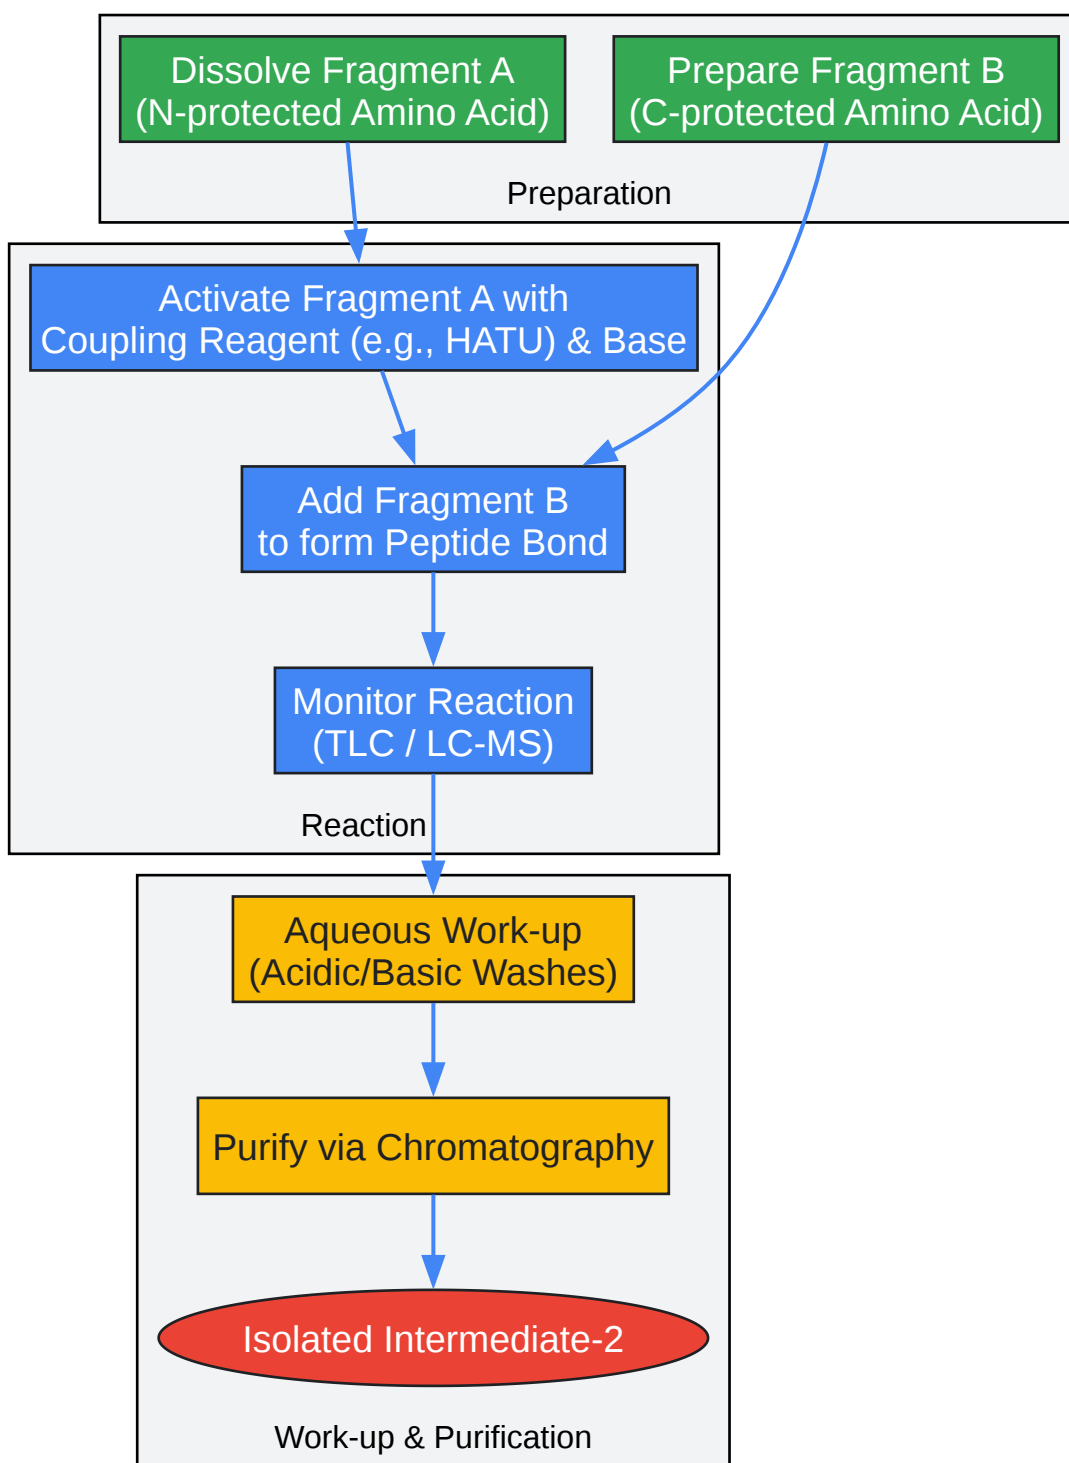 Dissolve Fragment A
(N-protected Amino Acid)
Prepare Fragment B
(C-protected Amino Acid)
Preparation
Activate Fragment A with
Coupling Reagent (e.g., HATU) & Base
Add Fragment B
to form Peptide Bond
Monitor Reaction
(TLC / LC-MS)
Reaction
Aqueous Work-up
(Acidic/Basic Washes)
Purify via Chromatography
Isolated Intermediate-2
Work-up & Purification